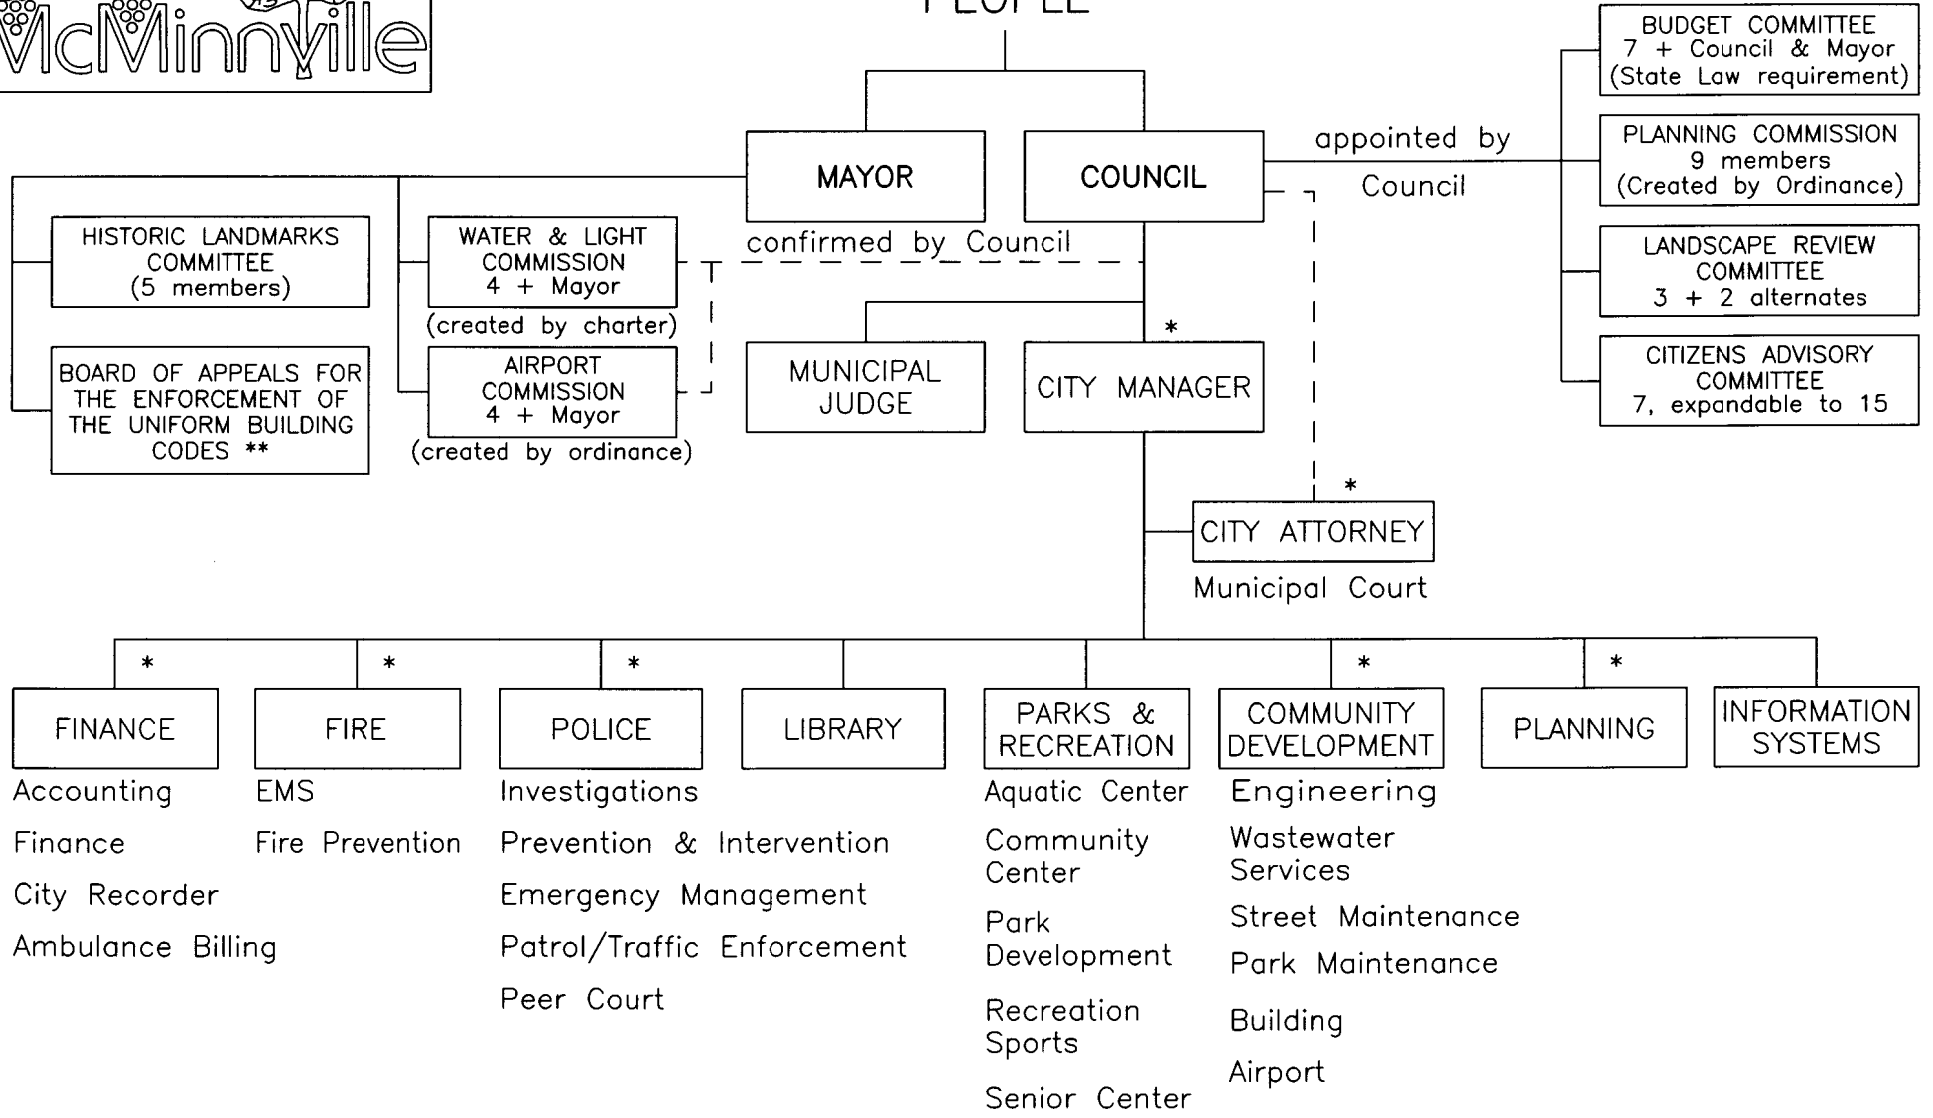 McMinnville
PEOPLE
MAYOR
COUNCIL
appointed by
Council
BUDGET COMMITTEE
7 + Council & Mayor
(State Law requirement)
PLANNING COMMISSION
9 members
(Created by Ordinance)
LANDSCAPE REVIEW
COMMITTEE
3 + 2 alternates
CITIZENS ADVISORY
COMMITTEE
7, expandable to 15
HISTORIC LANDMARKS
COMMITTEE
(5 members)
BOARD OF APPEALS FOR
THE ENFORCEMENT OF
THE UNIFORM BUILDING
CODES **
WATER & LIGHT
COMMISSION
4 + Mayor
(created by charter)
AIRPORT
COMMISSION
4 + Mayor
(created by ordinance)
confirmed by Council
MUNICIPAL
JUDGE
*
CITY MANAGER
*
CITY ATTORNEY
Municipal Court
*
FINANCE
Accounting
Finance
City Recorder
Ambulance Billing
*
FIRE
EMS
Fire Prevention
*
POLICE
Investigations
Prevention & Intervention
Emergency Management
Patrol/Traffic Enforcement
Peer Court
LIBRARY
PARKS &
RECREATION
Aquatic Center
Community
Center
Park
Development
Recreation
Sports
Senior Center
*
COMMUNITY
DEVELOPMENT
Engineering
Wastewater
Services
Street Maintenance
Park Maintenance
Building
Airport
*
PLANNING
INFORMATION
SYSTEMS